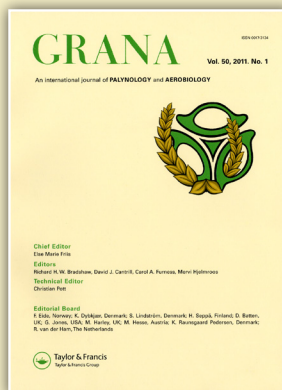 ISSN 0017-3134
GRANA
Vol. 50, 2011. No. 1
An international journal of PALYNOLOGY and AEROBIOLOGY
Chief Editor
Else Marie Friis
Editors
Richard H.W. Bradshaw, David J. Cantrill, Carol A. Furness, Mervi Hjelmroos
Technical Editor
Christian Pott
Editorial Board
F. Eide, Norway; K. Dybkjær, Denmark; S. Lindström, Denmark; H. Seppä, Finland; D. Batten,
UK; G. Jones, USA; M. Harley, UK; M. Hesse, Austria; K. Raunsgaard Pedersen, Denmark;
R. van der Ham, The Netherlands
Taylor & Francis
Taylor & Francis Group